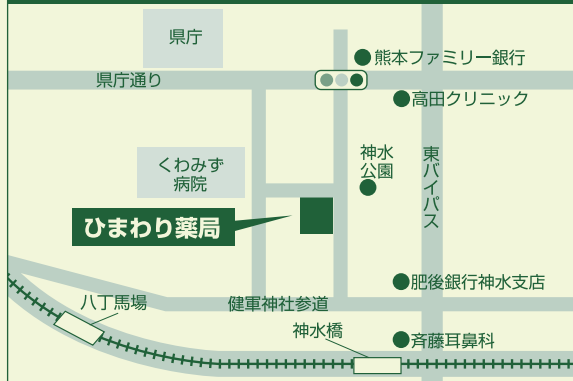 県庁
熊本ファミリー銀行
県庁通り
高田クリニック
くわみず
病院
神水
公園
東バイパス
ひまわり薬局
肥後銀行神水支店
八丁馬場
健軍神社参道
神水橋
斉藤耳鼻科